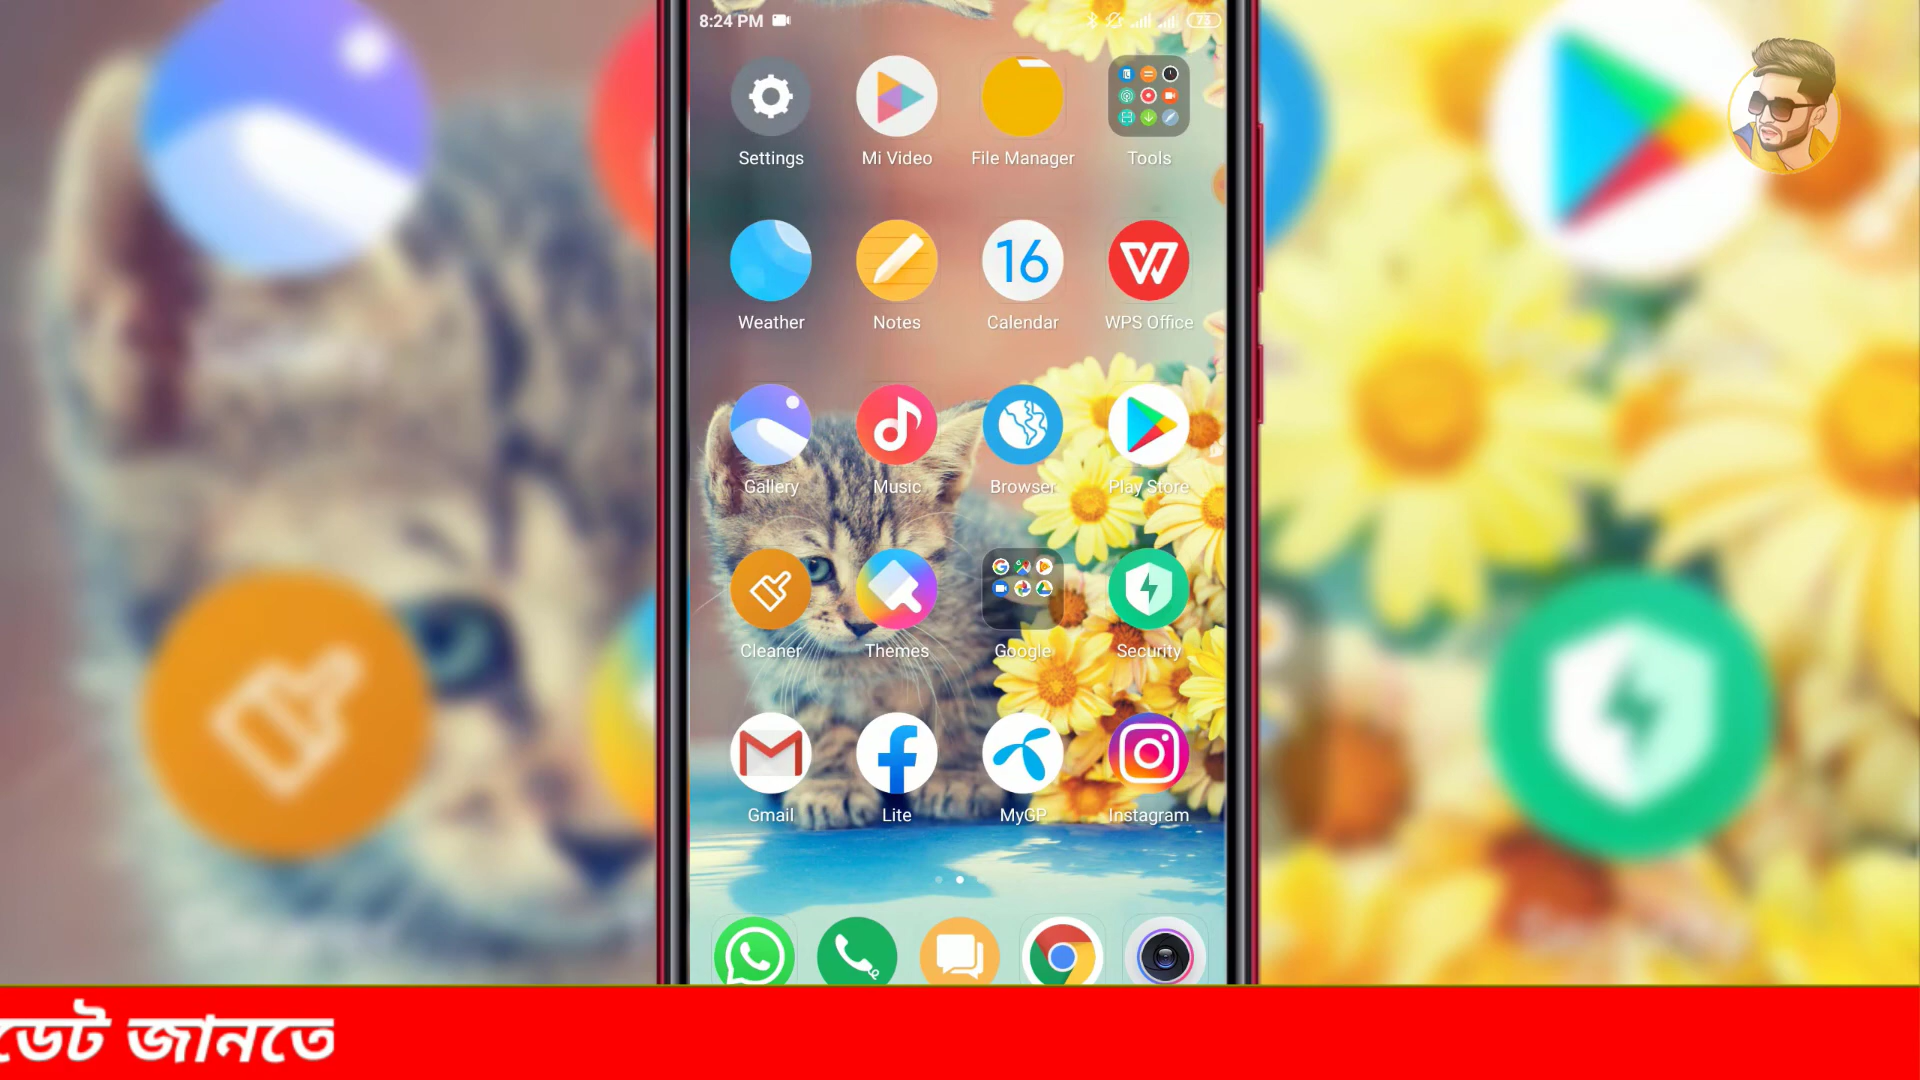 8:24 PM
73
Settings
Mi Video
File Manager
Tools
Weather
Notes
16
Calendar
WPS Office
Gallery
Music
Browser
Play Store
Cleaner
Themes
Google
Security
Gmail
Lite
MyGP
Instagram
ডেট জানতে